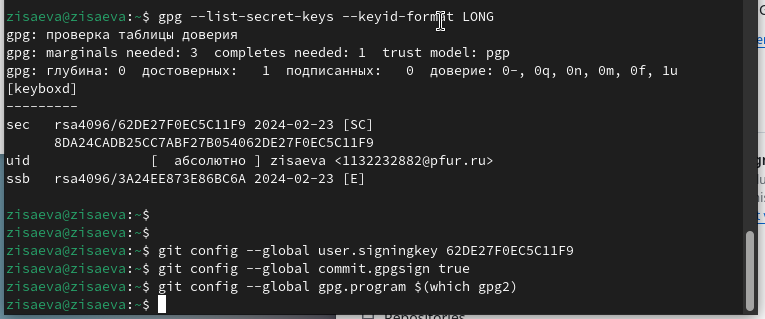 zisaeva@zisaeva:~$ gpg --list-secret-keys --keyid-format LONG
gpg: проверка таблицы доверия
gpg: marginals needed: 3  completes needed: 1  trust model: pgp
gpg: глубина: 0  достоверных:   1  подписанных:   0  доверие: 0-, 0q, 0n, 0m, 0f, 1u
[keyboxd]
---------
sec   rsa4096/62DE27F0EC5C11F9 2024-02-23 [SC]
      8DA24CADB25CC7ABF27B054062DE27F0EC5C11F9
uid               [  абсолютно ] zisaeva <1132232882@pfur.ru>
ssb   rsa4096/3A24EE873E86BC6A 2024-02-23 [E]
zisaeva@zisaeva:~$
zisaeva@zisaeva:~$
zisaeva@zisaeva:~$ git config --global user.signingkey 62DE27F0EC5C11F9
zisaeva@zisaeva:~$ git config --global commit.gpgsign true
zisaeva@zisaeva:~$ git config --global gpg.program $(which gpg2)
zisaeva@zisaeva:~$